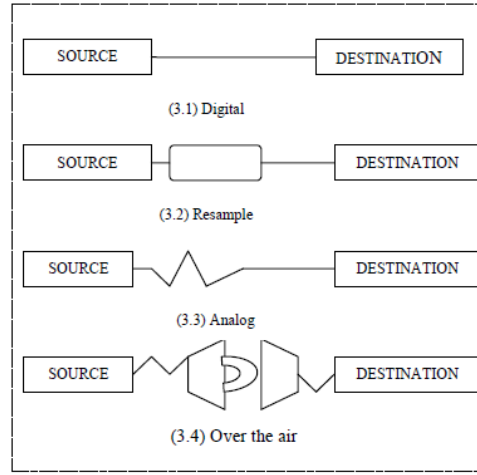 SOURCE DESTINATION
(3.1) Digital
SOURCE DESTINATION
(3.2) Resample
SOURCE DESTINATION
(3.3) Analog
SOURCE DESTINATION
(3.4) Over the air